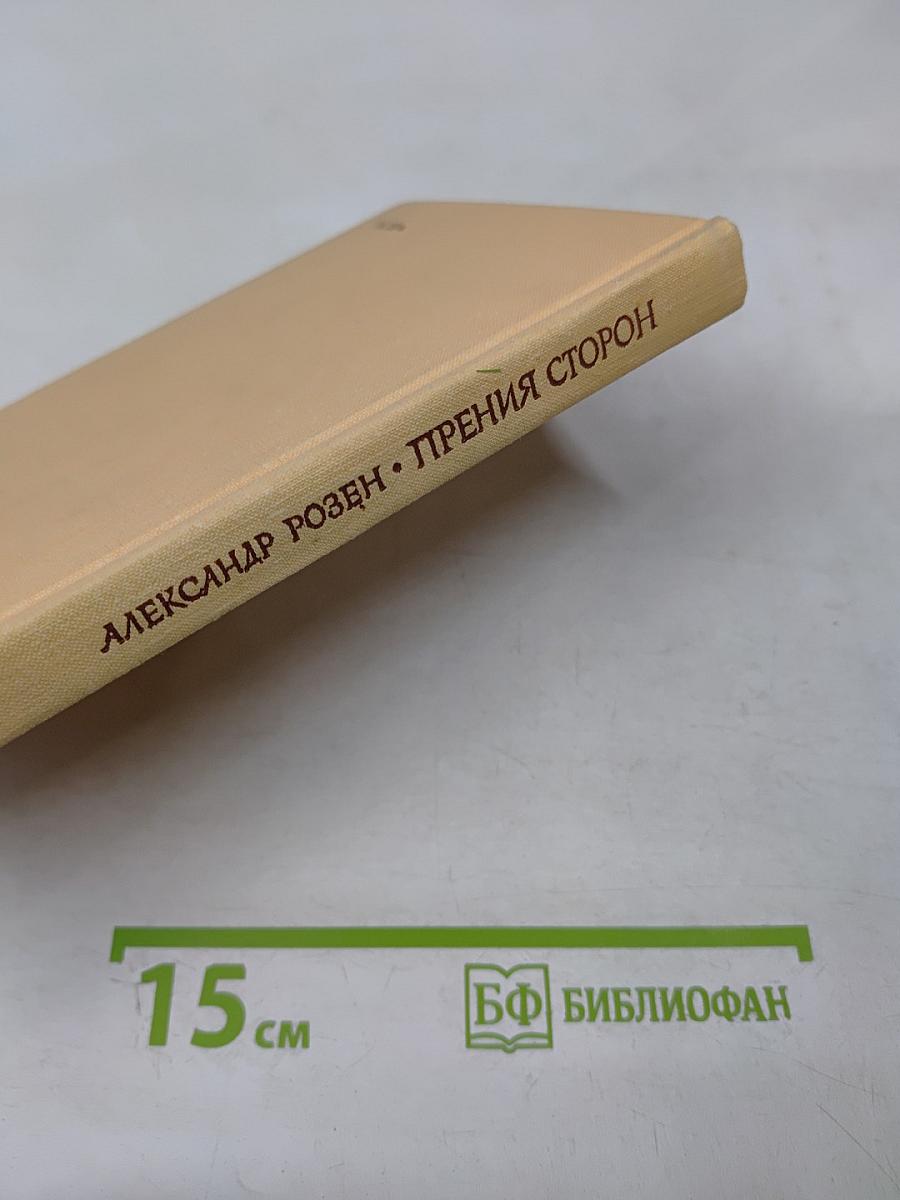 АЛЕКСАНДР РОЗЕН • ПРЕНИЯ СТОРОН
15 см
БФ БИБЛИОФАН